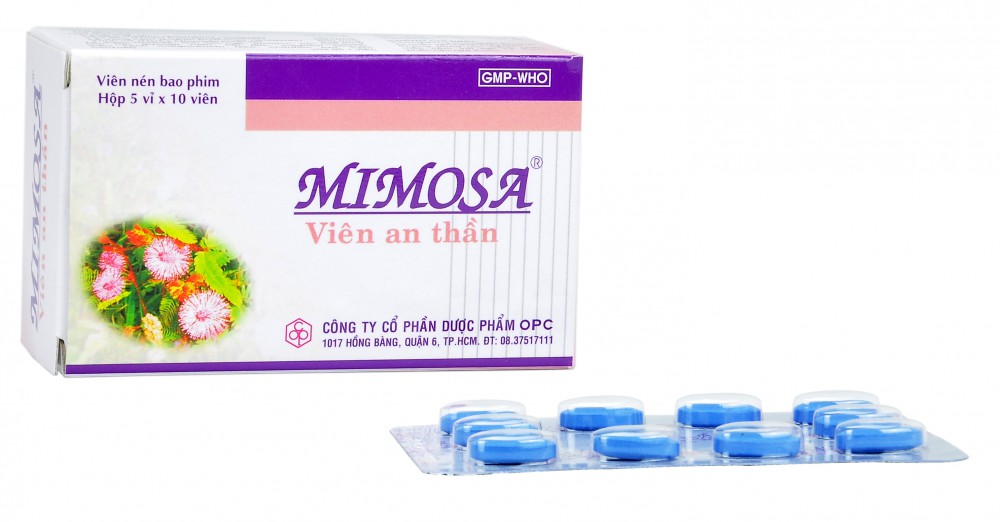 Viên nén bao phim
Hộp 5 vỉ x 10 viên
GMP-WHO
MIMOSA®
Viên an thần
CÔNG TY CỔ PHẦN DƯỢC PHẨM OPC
1017 HỒNG BÀNG, QUẬN 6, TP.HCM. ĐT: 08.37517111
MIMOSA®
Viên an thần